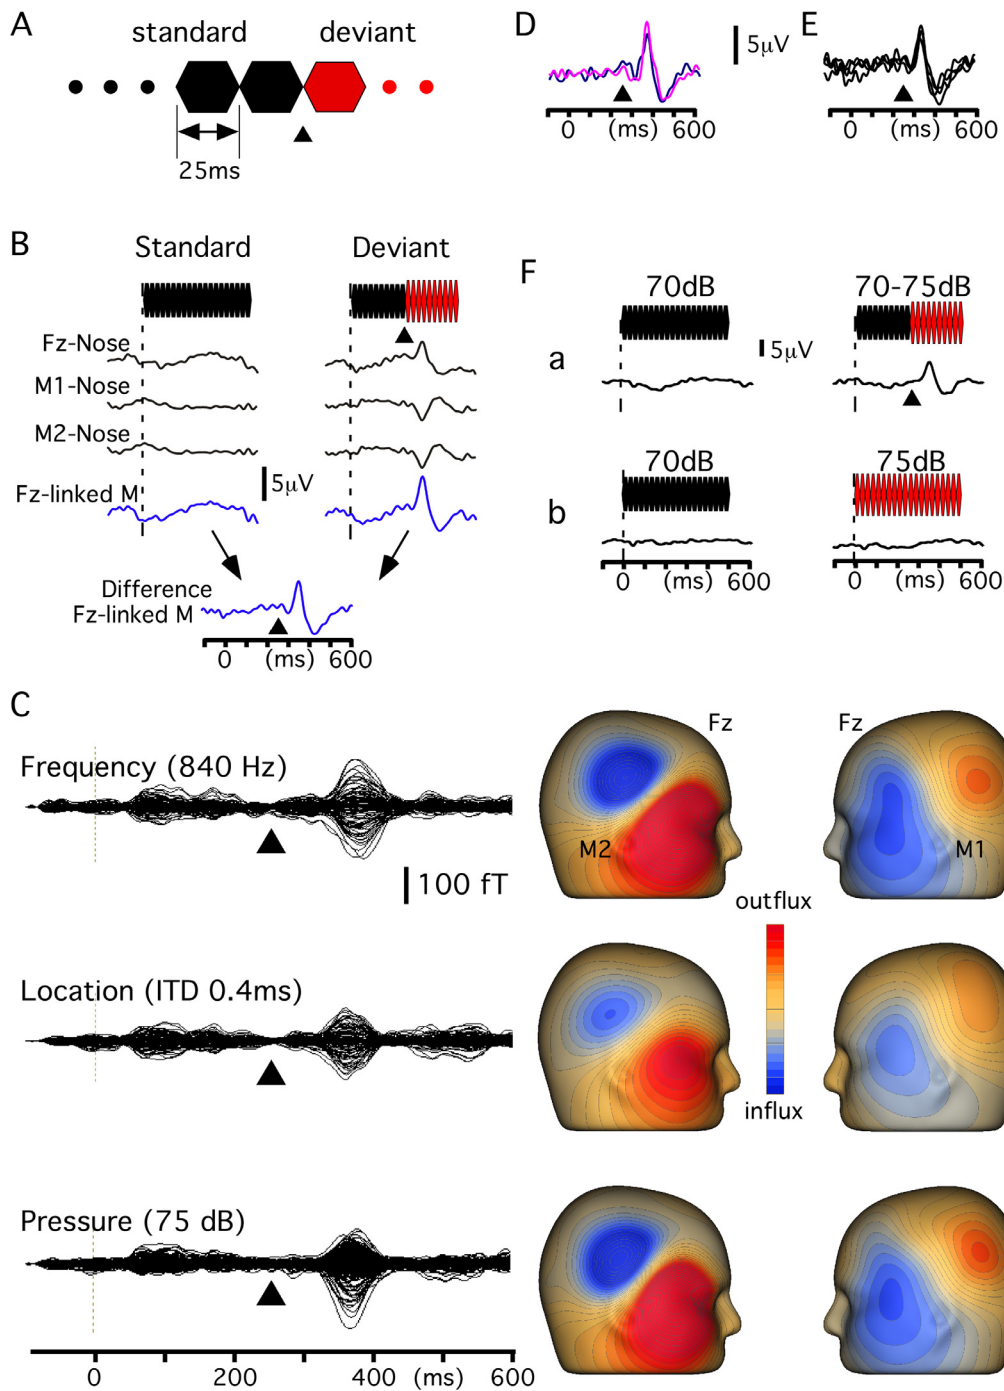 A
standard
deviant
25ms
B
Standard
Deviant
Fz-Nose
M1-Nose
M2-Nose
Fz-linked M
5µV
Difference
Fz-linked M
0 (ms) 600
C
Frequency (840 Hz)
100 fT
Location (ITD 0.4ms)
Pressure (75 dB)
0 200 400 (ms) 600
Fz
Fz
M2
M1
outflux
influx
D
5µV
0 (ms) 600
E
0 (ms) 600
F
70dB
70-75dB
a
5µV
70dB
75dB
b
0 (ms) 600
0 (ms) 600